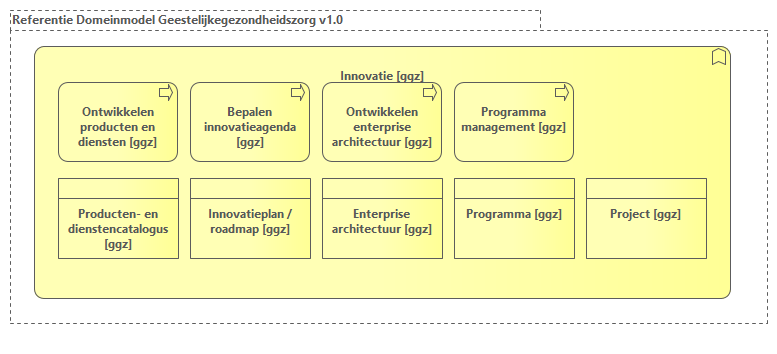 Referentie Domeinmodel Geestelijkegezondheidszorg v1.0
Innovatie [ggz]
Ontwikkelen
producten en
diensten [ggz]
Bepalen
innovatieagenda
[ggz]
Ontwikkelen
enterprise
architectuur [ggz]
Programma
management [ggz]
Producten- en
dienstencatalogus
[ggz]
Innovatieplan /
roadmap [ggz]
Enterprise
architectuur [ggz]
Programma [ggz]
Project [ggz]